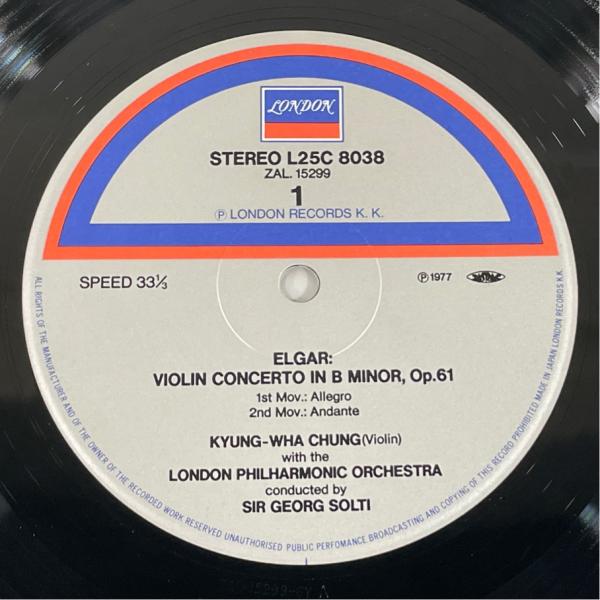 LONDON
STEREO L25C 8038
ZAL. 15299
1
Ⓟ LONDON RECORDS K. K.
SPEED 33⅓
Ⓟ1977
ELGAR:
VIOLIN CONCERTO IN B MINOR, Op.61
1st Mov.: Allegro
2nd Mov.: Andante
KYUNG-WHA CHUNG (Violin)
with the
LONDON PHILHARMONIC ORCHESTRA
conducted by
SIR GEORG SOLTI
ALL RIGHTS OF THE MANUFACTURER AND OF THE OWNER OF THE RECORDED WORK RESERVED UNAUTHORISED PUBLIC PERFOMANCE BROADCASTING AND COPYING OF THIS RECORD PROHIBITED MADE IN JAPAN LONDON RECORDS K.K.